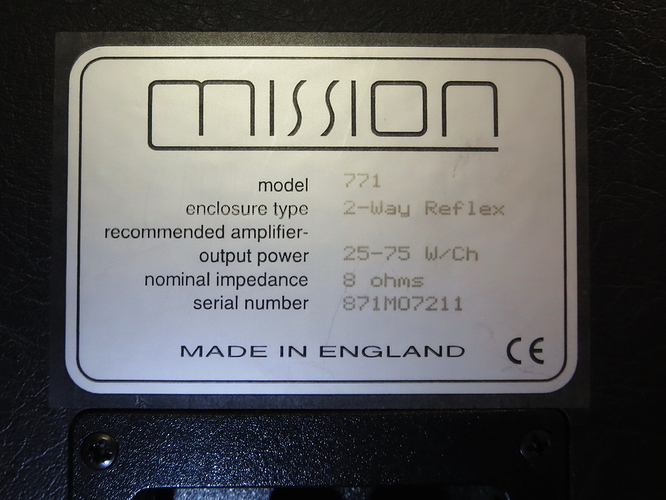 mission
model 771
enclosure type 2-Way Reflex
recommended amplifier-
output power 25-75 W/Ch
nominal impedance 8 ohms
serial number 871M07211
MADE IN ENGLAND CE